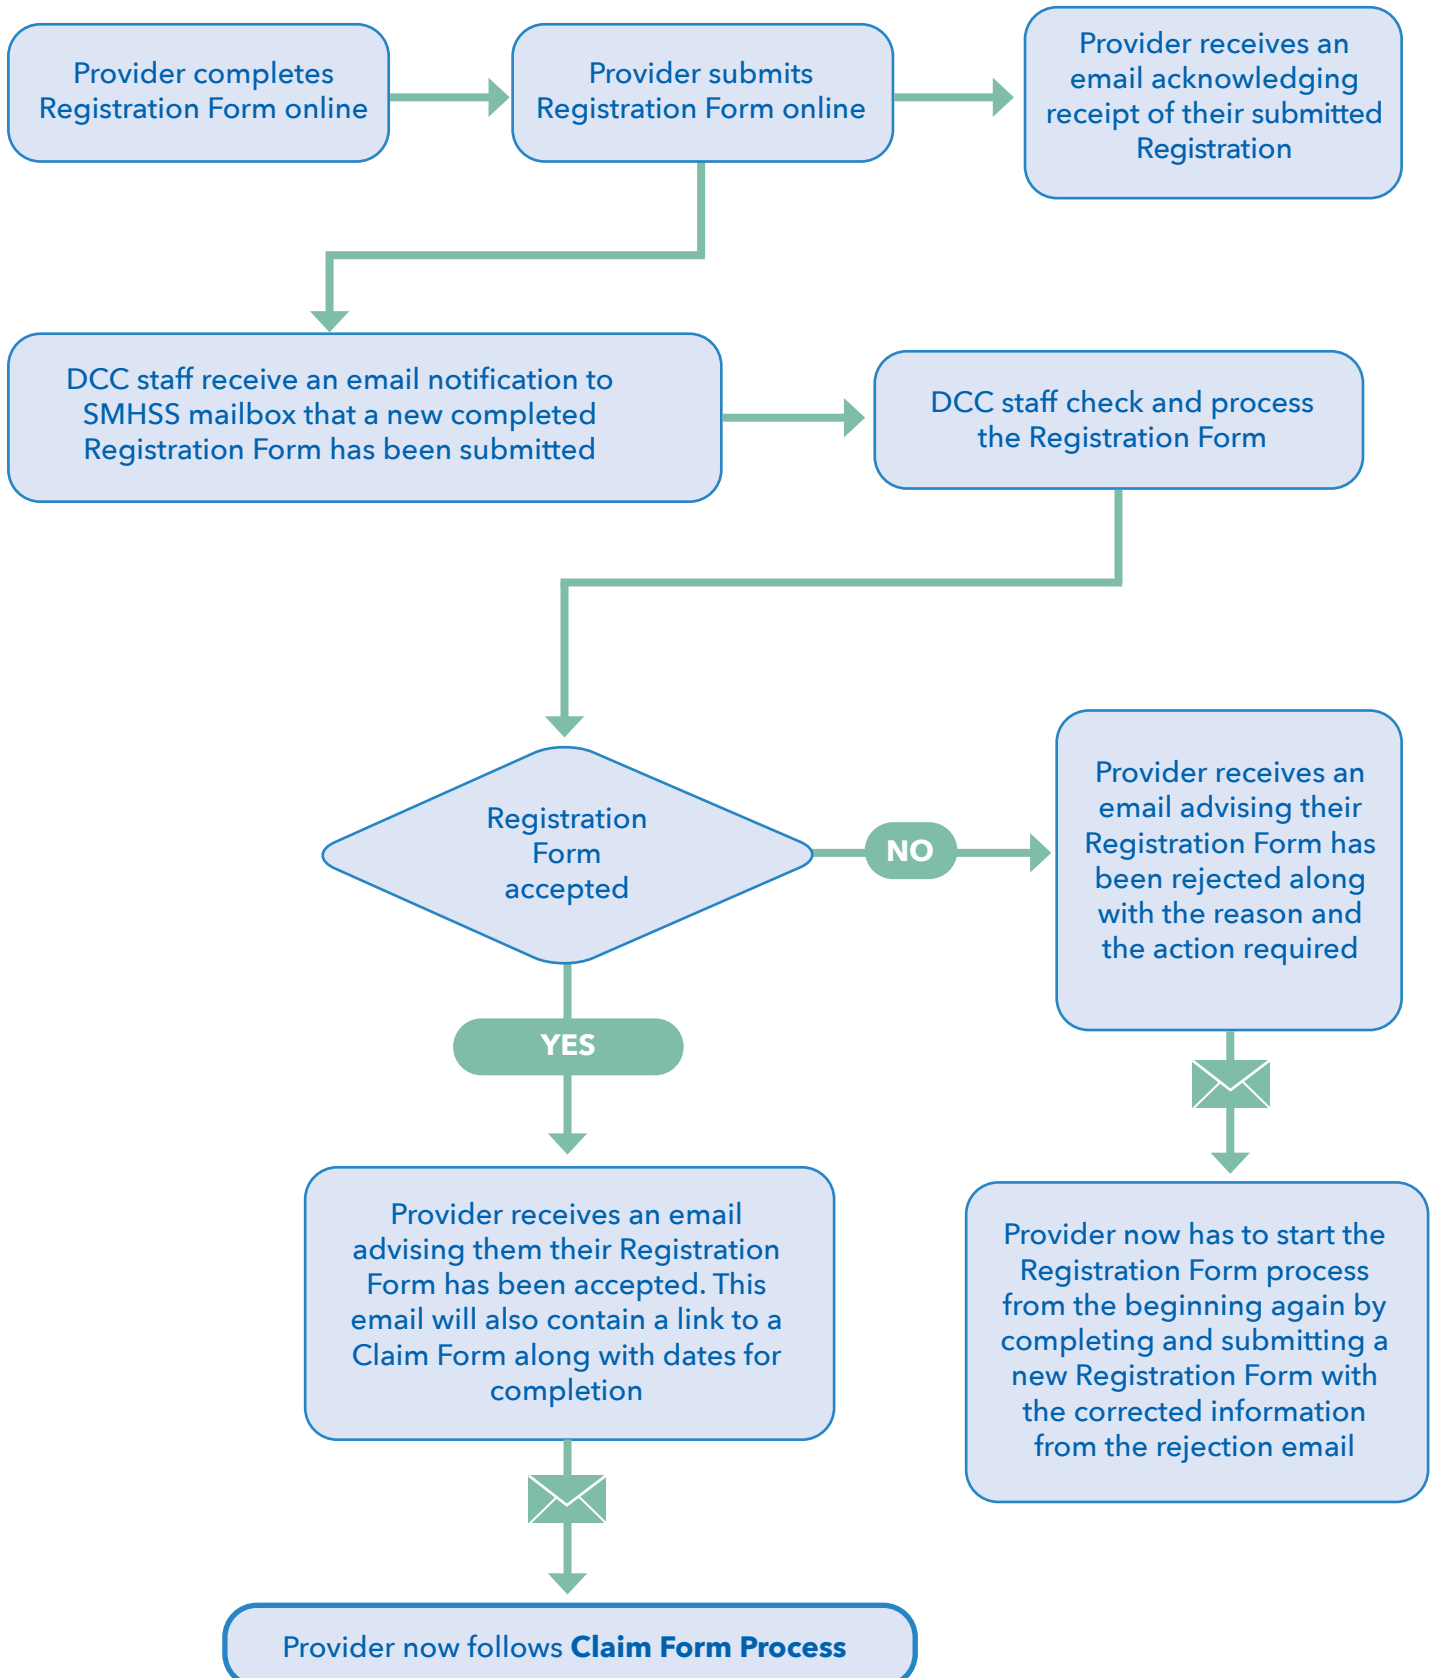 Provider completes
Registration Form online
Provider submits
Registration Form online
Provider receives an
email acknowledging
receipt of their submitted
Registration
DCC staff receive an email notification to
SMHSS mailbox that a new completed
Registration Form has been submitted
DCC staff check and process
the Registration Form
Registration
Form
accepted
NO
Provider receives an
email advising their
Registration Form has
been rejected along
with the reason and
the action required
YES
Provider receives an email
advising them their Registration
Form has been accepted. This
email will also contain a link to a
Claim Form along with dates for
completion
Provider now has to start the
Registration Form process
from the beginning again by
completing and submitting a
new Registration Form with
the corrected information
from the rejection email
Provider now follows Claim Form Process